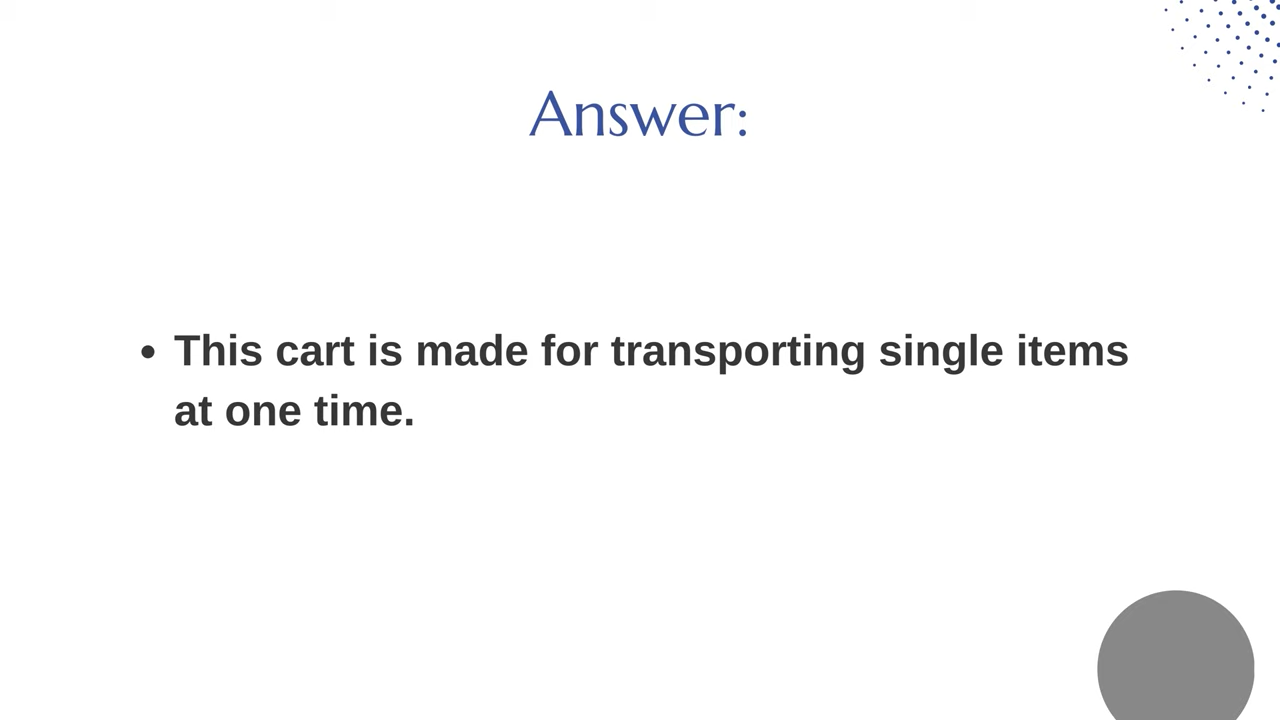 Answer:
• This cart is made for transporting single items
at one time.